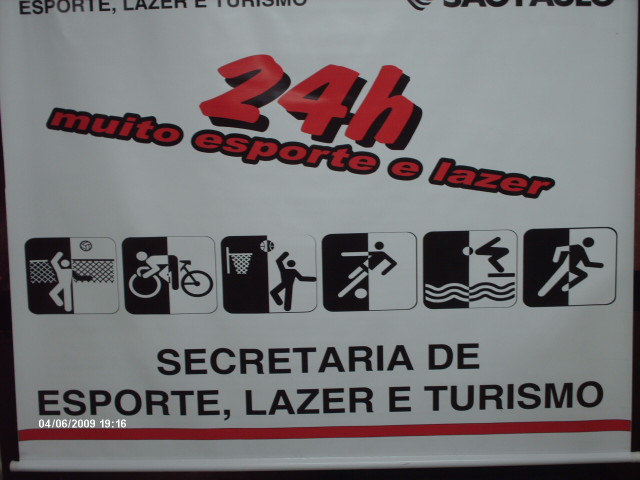 ESPORTE, LAZER E TURISMO
SÃO PAULO
24h
muito esporte e lazer
SECRETARIA DE
ESPORTE, LAZER E TURISMO
04/06/2009 19:16